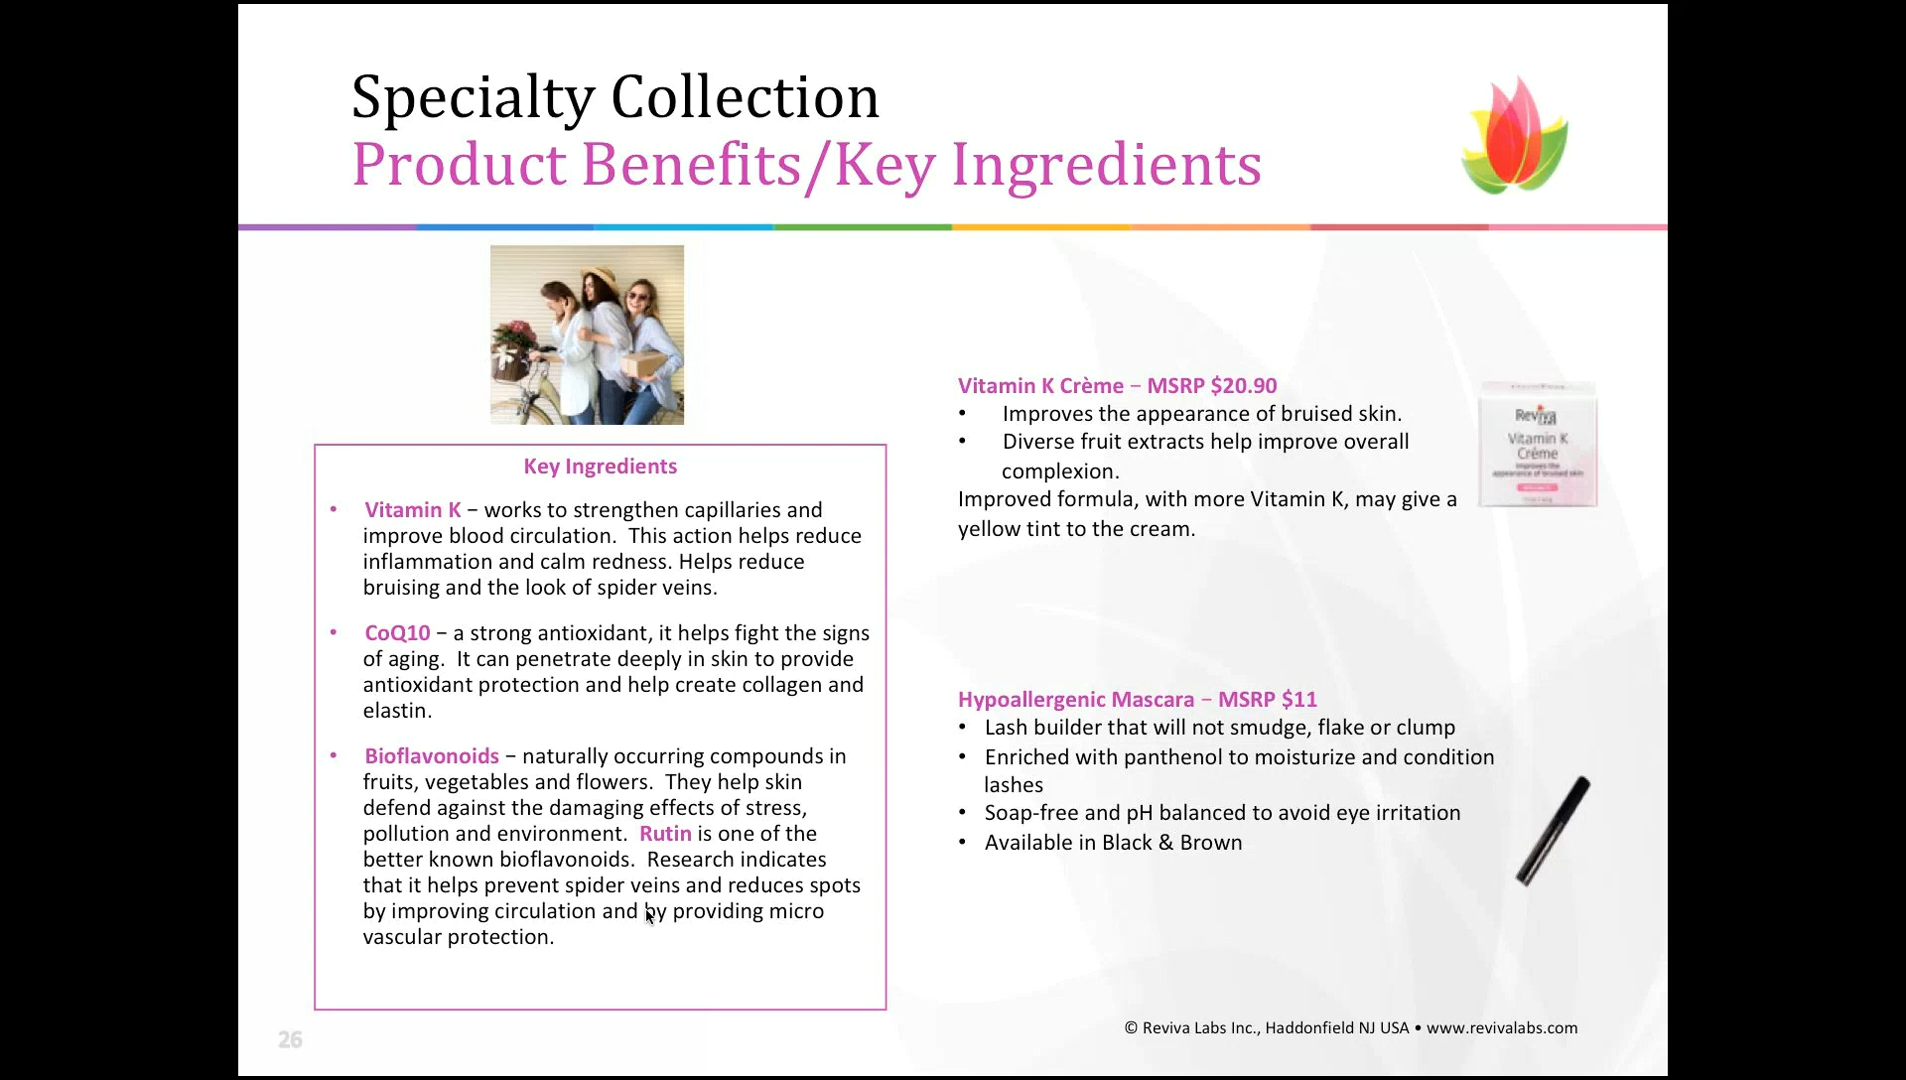 Specialty Collection
Product Benefits/Key Ingredients
Key Ingredients
• Vitamin K – works to strengthen capillaries and
improve blood circulation.  This action helps reduce
inflammation and calm redness. Helps reduce
bruising and the look of spider veins.
• CoQ10 – a strong antioxidant, it helps fight the signs
of aging.  It can penetrate deeply in skin to provide
antioxidant protection and help create collagen and
elastin.
• Bioflavonoids – naturally occurring compounds in
fruits, vegetables and flowers.  They help skin
defend against the damaging effects of stress,
pollution and environment.  Rutin is one of the
better known bioflavonoids.  Research indicates
that it helps prevent spider veins and reduces spots
by improving circulation and by providing micro
vascular protection.
Vitamin K Crème – MSRP $20.90
• Improves the appearance of bruised skin.
• Diverse fruit extracts help improve overall
complexion.
Improved formula, with more Vitamin K, may give a
yellow tint to the cream.
Reviva
Vitamin K
Créme
Improves the
appearance of bruised skin
Hypoallergenic Mascara – MSRP $11
• Lash builder that will not smudge, flake or clump
• Enriched with panthenol to moisturize and condition
lashes
• Soap-free and pH balanced to avoid eye irritation
• Available in Black & Brown
26
© Reviva Labs Inc., Haddonfield NJ USA • www.revivalabs.com